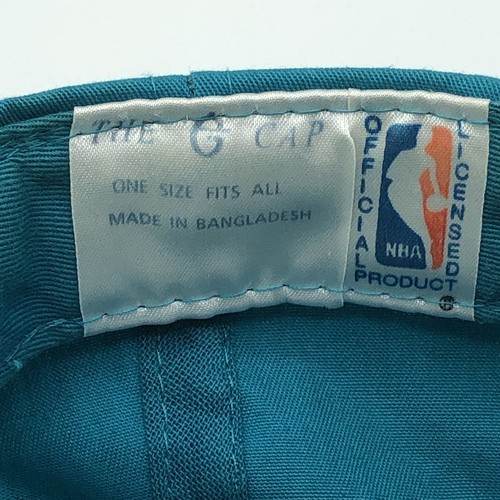 THE G CAP
ONE SIZE FITS ALL
MADE IN BANGLADESH
OFFICIAL
LICENSED
NHA
PRODUCT